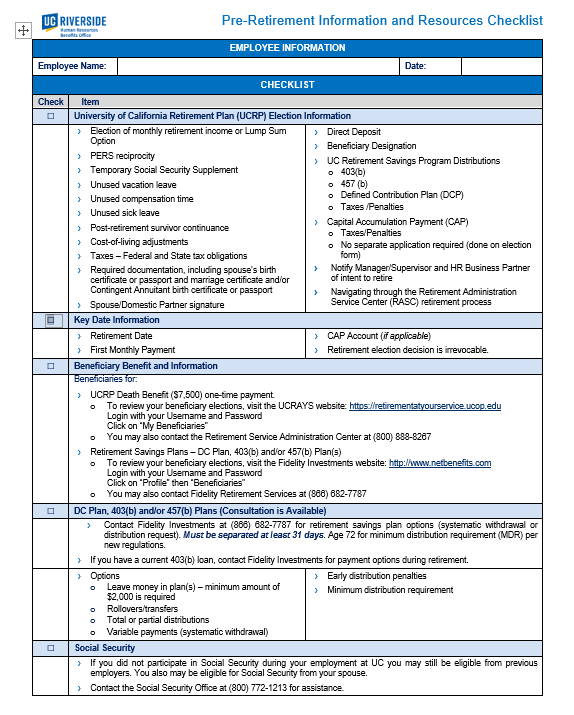 UC RIVERSIDE
Human Resources
Benefits Office
Pre-Retirement Information and Resources Checklist
EMPLOYEE INFORMATION
Employee Name:
Date:
CHECKLIST
Check
Item
☐
University of California Retirement Plan (UCRP) Election Information
› Election of monthly retirement income or Lump Sum
Option
› PERS reciprocity
› Temporary Social Security Supplement
› Unused vacation leave
› Unused compensation time
› Unused sick leave
› Post-retirement survivor continuance
› Cost-of-living adjustments
› Taxes – Federal and State tax obligations
› Required documentation, including spouse's birth
certificate or passport and marriage certificate and/or
Contingent Annuitant birth certificate or passport
› Spouse/Domestic Partner signature
› Direct Deposit
› Beneficiary Designation
› UC Retirement Savings Program Distributions
o 403(b)
o 457 (b)
o Defined Contribution Plan (DCP)
o Taxes /Penalties
› Capital Accumulation Payment (CAP)
o Taxes/Penalties
o No separate application required (done on election
form)
› Notify Manager/Supervisor and HR Business Partner
of intent to retire
› Navigating through the Retirement Administration
Service Center (RASC) retirement process
☐
Key Date Information
› Retirement Date
› First Monthly Payment
› CAP Account (if applicable)
› Retirement election decision is irrevocable.
☐
Beneficiary Benefit and Information
Beneficiaries for:
› UCRP Death Benefit ($7,500) one-time payment.
o To review your beneficiary elections, visit the UCRAYS website: https://retirementatyourservice.ucop.edu
Login with your Username and Password
Click on "My Beneficiaries"
o You may also contact the Retirement Service Administration Center at (800) 888-8267
› Retirement Savings Plans – DC Plan, 403(b) and/or 457(b) Plan(s)
o To review your beneficiary elections, visit the Fidelity Investments website: http://www.netbenefits.com
Login with your Username and Password
Click on "Profile" then "Beneficiaries"
o You may also contact Fidelity Retirement Services at (866) 682-7787
☐
DC Plan, 403(b) and/or 457(b) Plans (Consultation is Available)
› Contact Fidelity Investments at (866) 682-7787 for retirement savings plan options (systematic withdrawal or
distribution request). Must be separated at least 31 days. Age 72 for minimum distribution requirement (MDR) per
new regulations.
› If you have a current 403(b) loan, contact Fidelity Investments for payment options during retirement.
› Options
o Leave money in plan(s) – minimum amount of
$2,000 is required
o Rollovers/transfers
o Total or partial distributions
o Variable payments (systematic withdrawal)
› Early distribution penalties
› Minimum distribution requirement
☐
Social Security
› If you did not participate in Social Security during your employment at UC you may still be eligible from previous
employers. You also may be eligible for Social Security from your spouse.
› Contact the Social Security Office at (800) 772-1213 for assistance.